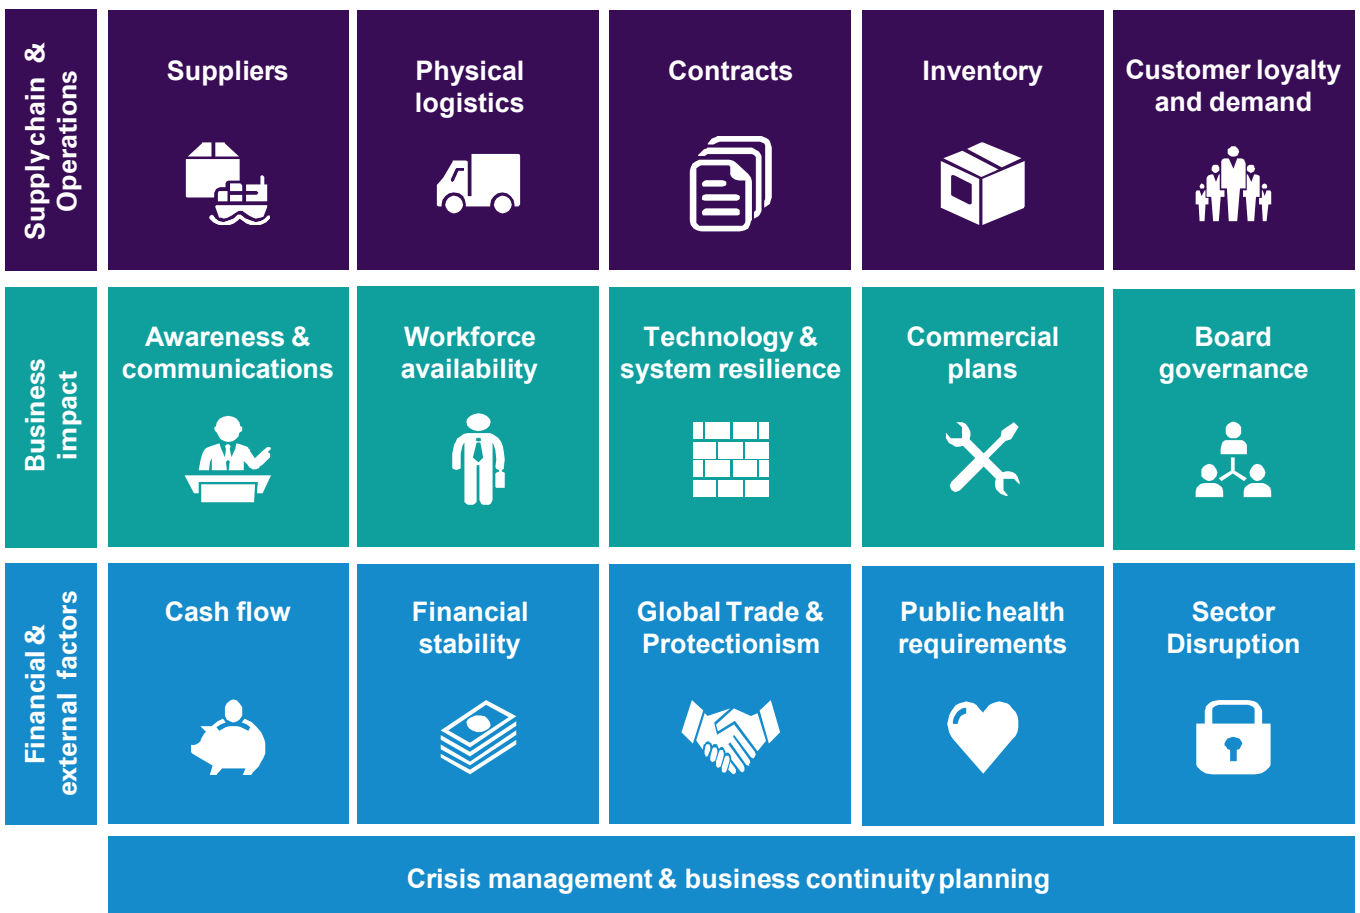 Supply chain &
Operations
Suppliers
Physical
logistics
Contracts
Inventory
Customer loyalty
and demand
Business
impact
Awareness &
communications
Workforce
availability
Technology &
system resilience
Commercial
plans
Board
governance
Financial &
external factors
Cash flow
Financial
stability
Global Trade &
Protectionism
Public health
requirements
Sector
Disruption
Crisis management & business continuity planning